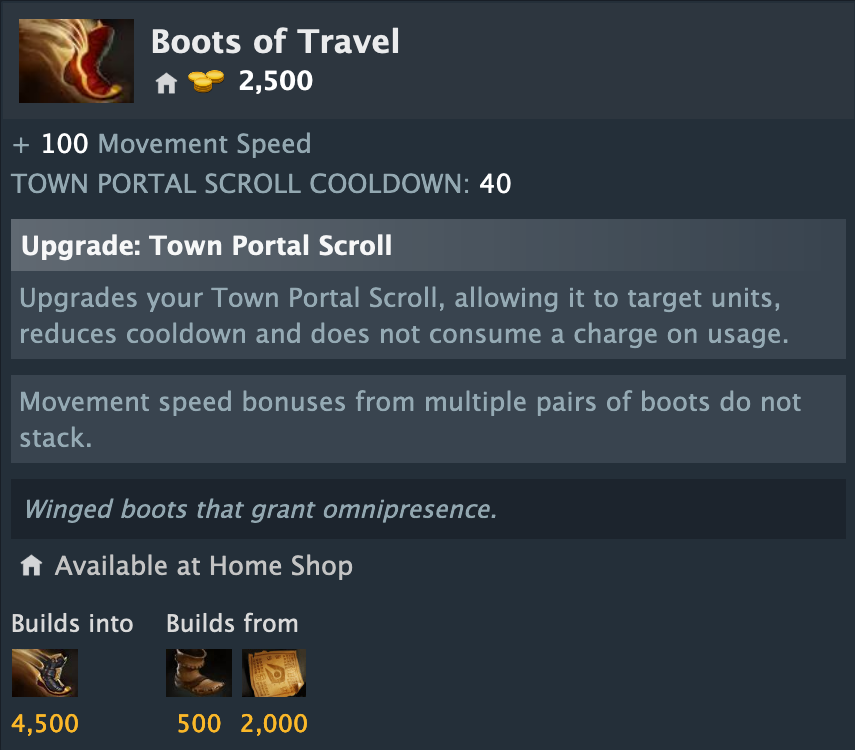 Boots of Travel
2,500
+ 100 Movement Speed
TOWN PORTAL SCROLL COOLDOWN: 40
Upgrade: Town Portal Scroll
Upgrades your Town Portal Scroll, allowing it to target units,
reduces cooldown and does not consume a charge on usage.
Movement speed bonuses from multiple pairs of boots do not
stack.
Winged boots that grant omnipresence.
Available at Home Shop
Builds into Builds from
4,500 500 2,000